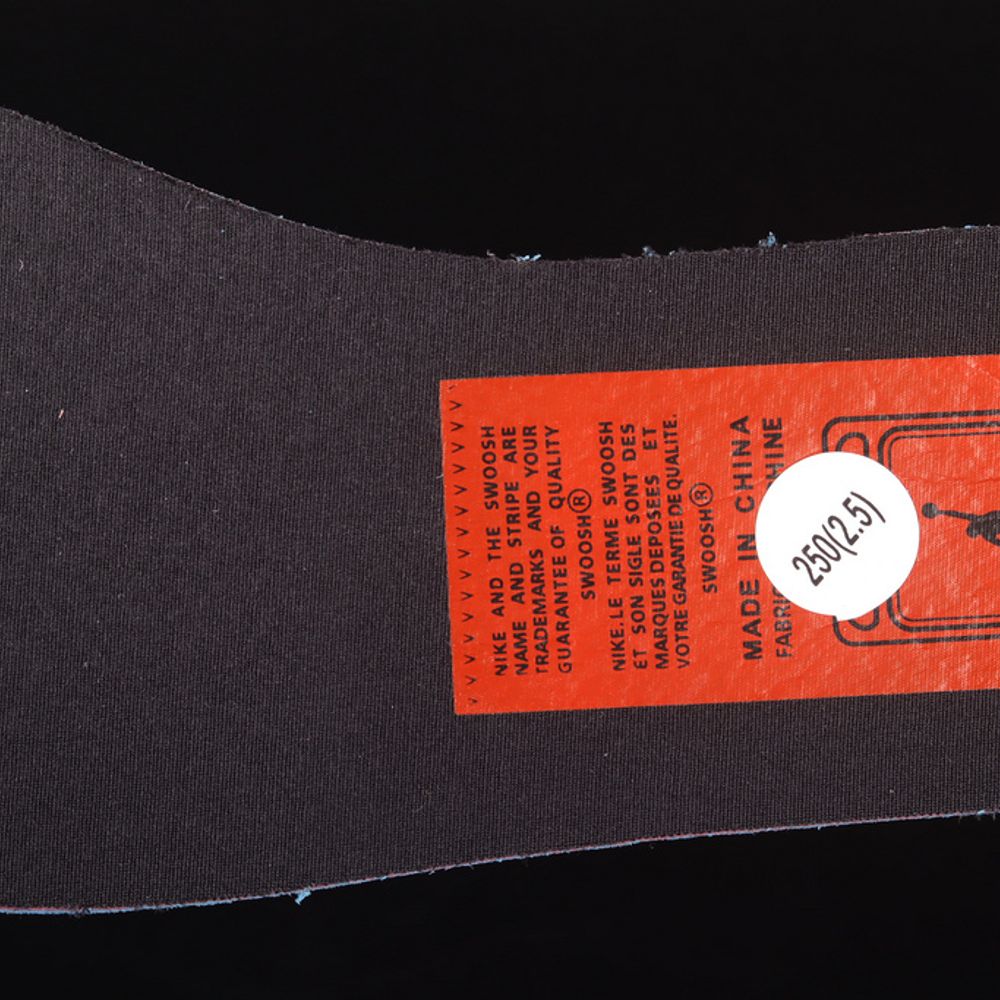 NIKE AND THE SWOOSH
NAME AND STRIPE ARE
TRADEMARKS AND YOUR
GUARANTEE OF QUALITY
SWOOSH®
NIKE. LE TERME SWOOSH
ET SON SIGLE SONT DES
MARQUES DEPOSEES ET
VOTRE GARANTIE DE QUALITE.
SWOOSH®
MADE IN CHINA
250(2.5)